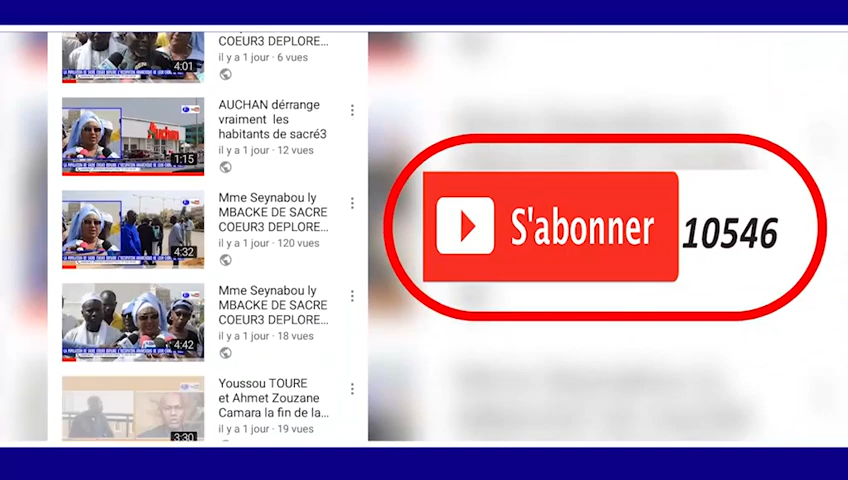 COEUR3 DEPLORE...
il y a 1 jour · 6 vues
4:01
AUCHAN dérrange
vraiment les
habitants de sacré3
il y a 1 jour · 12 vues
Auchan
1:15
Mme Seynabou ly
MBACKE DE SACRE
COEUR3 DEPLORE...
il y a 1 jour · 120 vues
4:32
Mme Seynabou ly
MBACKE DE SACRE
COEUR3 DEPLORE...
il y a 1 jour · 18 vues
4:42
Youssou TOURE
et Ahmet Zouzane
Camara la fin de la...
il y a 1 jour · 19 vues
3:30
S'abonner 10546